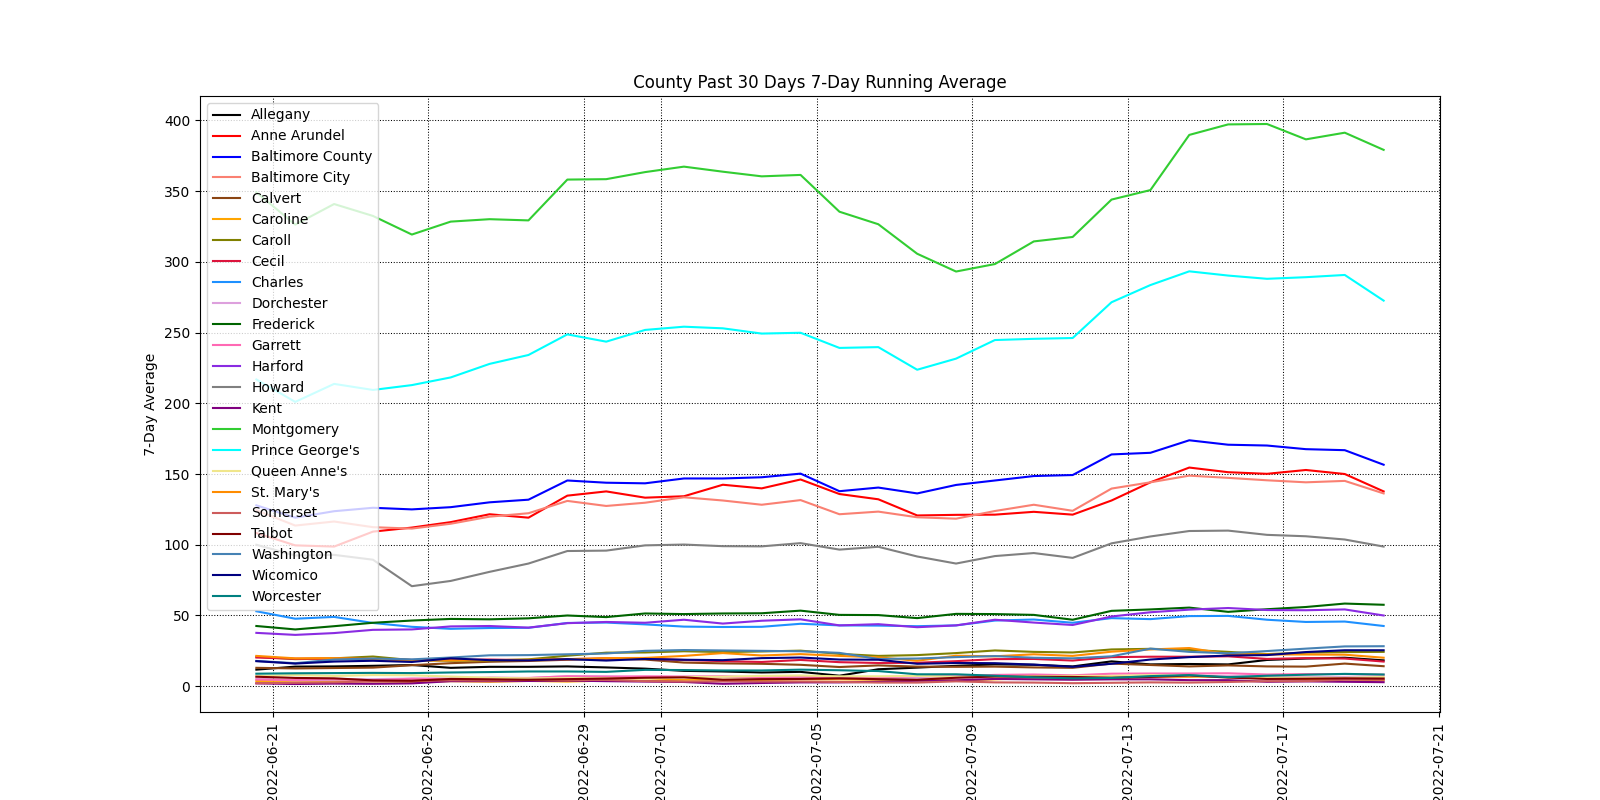 County Past 30 Days 7-Day Running Average
7-Day Average
400
350
300
250
200
150
100
50
0
Allegany
Anne Arundel
Baltimore County
Baltimore City
Calvert
Caroline
Caroll
Cecil
Charles
Dorchester
Frederick
Garrett
Harford
Howard
Kent
Montgomery
Prince George's
Queen Anne's
St. Mary's
Somerset
Talbot
Washington
Wicomico
Worcester
2022-06-21
2022-06-25
2022-06-29
2022-07-01
2022-07-05
2022-07-09
2022-07-13
2022-07-17
2022-07-21